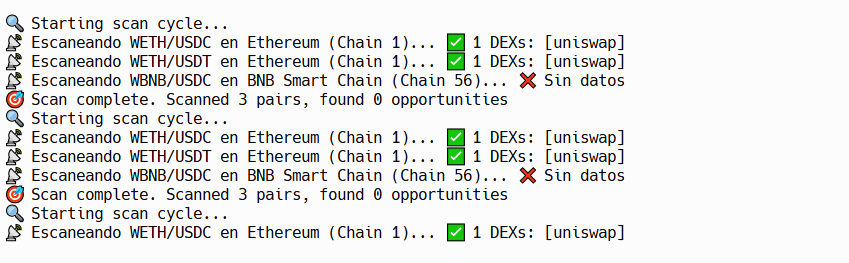 🔍 Starting scan cycle...
📡 Escaneando WETH/USDC en Ethereum (Chain 1)... ✅ 1 DEXs: [uniswap]
📡 Escaneando WETH/USDT en Ethereum (Chain 1)... ✅ 1 DEXs: [uniswap]
📡 Escaneando WBNB/USDC en BNB Smart Chain (Chain 56)... ❌ Sin datos
🎯 Scan complete. Scanned 3 pairs, found 0 opportunities
🔍 Starting scan cycle...
📡 Escaneando WETH/USDC en Ethereum (Chain 1)... ✅ 1 DEXs: [uniswap]
📡 Escaneando WETH/USDT en Ethereum (Chain 1)... ✅ 1 DEXs: [uniswap]
📡 Escaneando WBNB/USDC en BNB Smart Chain (Chain 56)... ❌ Sin datos
🎯 Scan complete. Scanned 3 pairs, found 0 opportunities
🔍 Starting scan cycle...
📡 Escaneando WETH/USDC en Ethereum (Chain 1)... ✅ 1 DEXs: [uniswap]